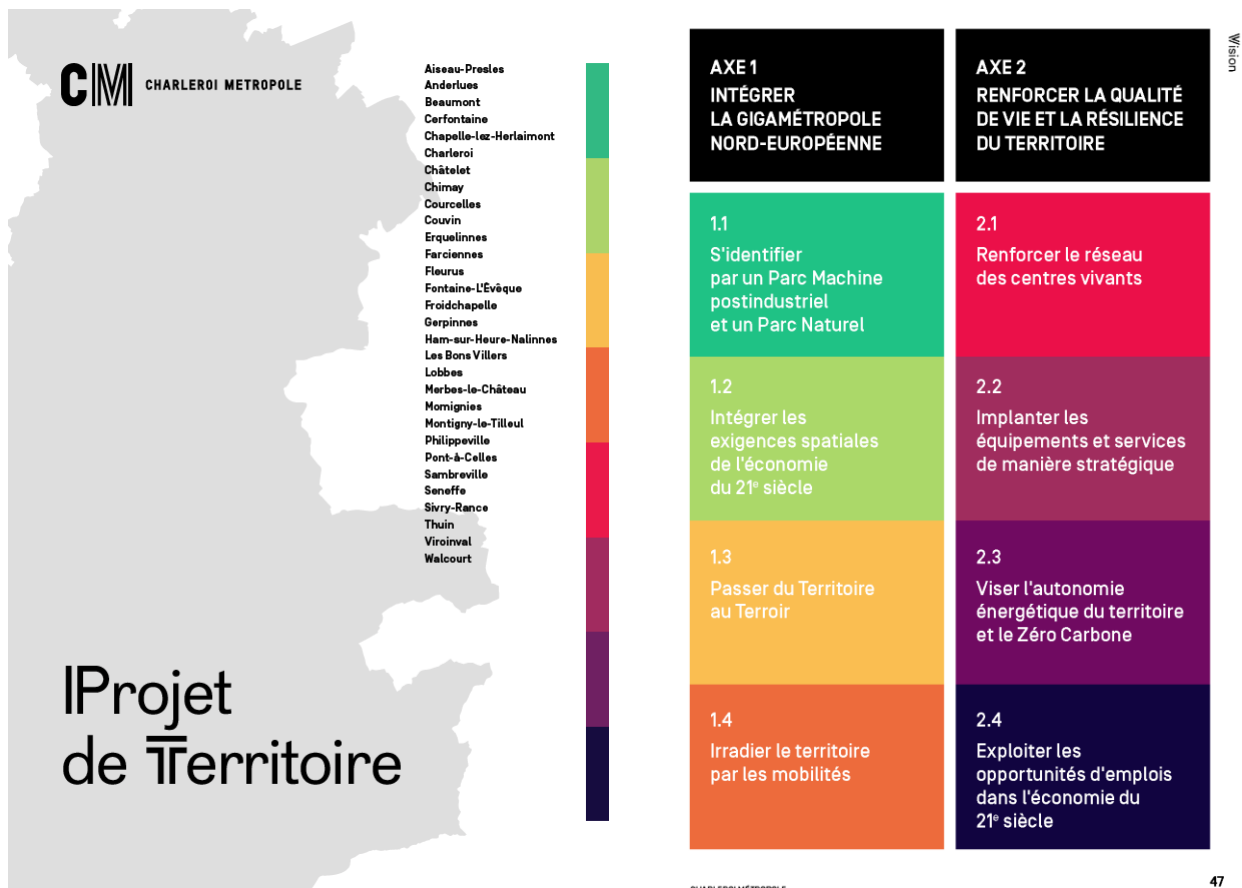 CM CHARLEROI METROPOLE
Aiseau-Presles
Anderlues
Beaumont
Cerfontaine
Chapelle-lez-Herlaimont
Charleroi
Châtelet
Chimay
Courcelles
Couvin
Erquelinnes
Farciennes
Fleurus
Fontaine-L'Évêque
Froidchapelle
Gerpinnes
Ham-sur-Heure-Nalinnes
Les Bons Villers
Lobbes
Merbes-le-Château
Momignies
Montigny-le-Tilleul
Philippeville
Pont-à-Celles
Sambreville
Seneffe
Sivry-Rance
Thuin
Viroinval
Walcourt
Projet
de Territoire
AXE 1
INTÉGRER
LA GIGAMÉTROPOLE
NORD-EUROPÉENNE
1.1
S'identifier
par un Parc Machine
postindustriel
et un Parc Naturel
1.2
Intégrer les
exigences spatiales
de l'économie
du 21e siècle
1.3
Passer du Territoire
au Terroir
1.4
Irradier le territoire
par les mobilités
AXE 2
RENFORCER LA QUALITÉ
DE VIE ET LA RÉSILIENCE
DU TERRITOIRE
2.1
Renforcer le réseau
des centres vivants
2.2
Implanter les
équipements et services
de manière stratégique
2.3
Viser l'autonomie
énergétique du territoire
et le Zéro Carbone
2.4
Exploiter les
opportunités d'emplois
dans l'économie du
21e siècle
Vision
CHARLEROI MÉTROPOLE
47